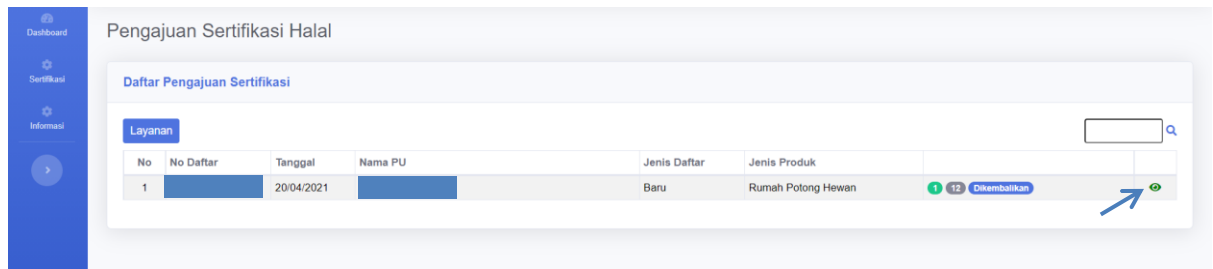 Dashboard
Sertifikasi
Informasi
Pengajuan Sertifikasi Halal
Daftar Pengajuan Sertifikasi
Layanan
No No Daftar Tanggal Nama PU Jenis Daftar Jenis Produk
1 20/04/2021 Baru Rumah Potong Hewan 1 12 Dikembalikan